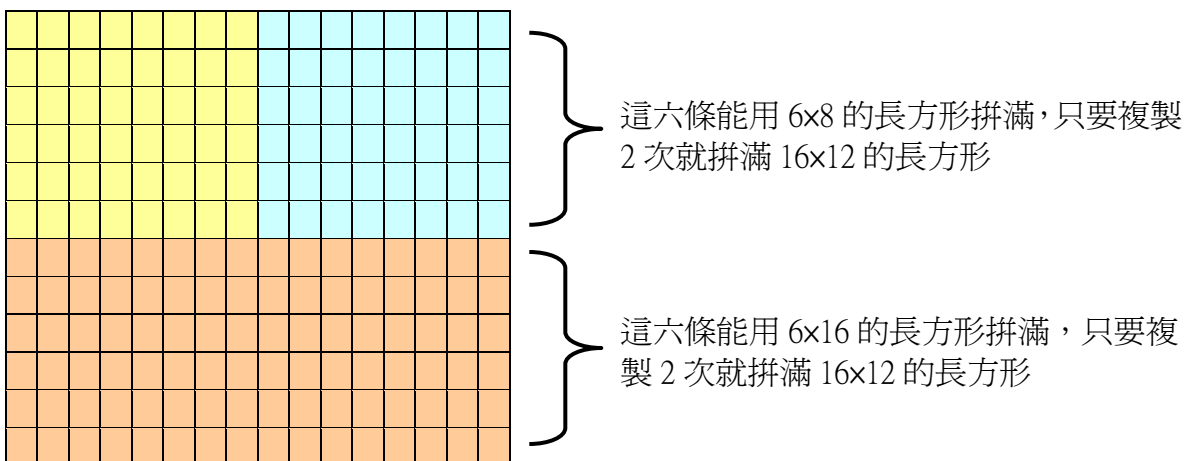 這六條能用 6×8 的長方形拼滿，只要複製
2 次就拼滿 16×12 的長方形
這六條能用 6×16 的長方形拼滿，只要複
製 2 次就拼滿 16×12 的長方形